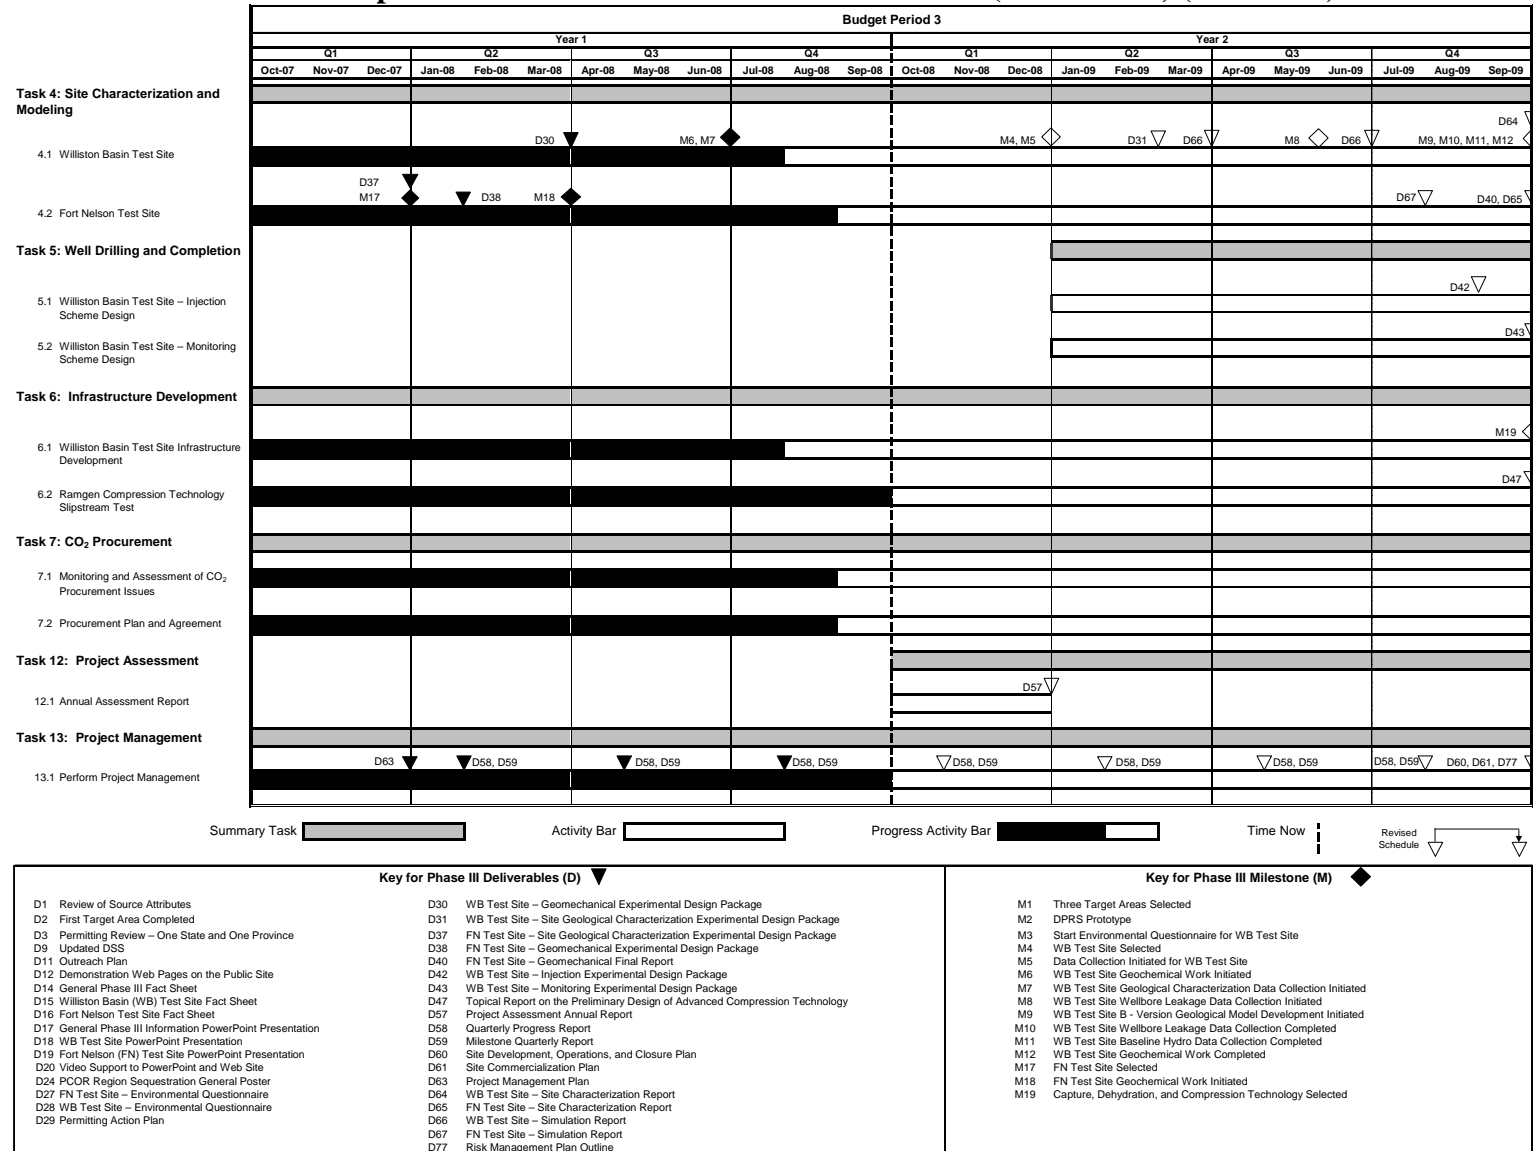 Budget Period 3
Year 1 Year 2
Q1 Q2 Q3 Q4 Q1 Q2 Q3 Q4
Oct-07 Nov-07 Dec-07 Jan-08 Feb-08 Mar-08 Apr-08 May-08 Jun-08 Jul-08 Aug-08 Sep-08 Oct-08 Nov-08 Dec-08 Jan-09 Feb-09 Mar-09 Apr-09 May-09 Jun-09 Jul-09 Aug-09 Sep-09
Task 4: Site Characterization and
Modeling
D64
D30 M6, M7 M4, M5 D31 D66 M8 D66 M9, M10, M11, M12
4.1 Williston Basin Test Site
D37
M17 D38 M18 D67 D40, D65
4.2 Fort Nelson Test Site
Task 5: Well Drilling and Completion
D42
5.1 Williston Basin Test Site – Injection
Scheme Design
D43
5.2 Williston Basin Test Site – Monitoring
Scheme Design
Task 6: Infrastructure Development
M19
6.1 Williston Basin Test Site Infrastructure
Development
D47
6.2 Ramgen Compression Technology
Slipstream Test
Task 7: CO2 Procurement
7.1 Monitoring and Assessment of CO2
Procurement Issues
7.2 Procurement Plan and Agreement
Task 12: Project Assessment
D57
12.1 Annual Assessment Report
Task 13: Project Management
D63 D58, D59 D58, D59 D58, D59 D58, D59 D58, D59 D58, D59 D58, D59 D60, D61, D77
13.1 Perform Project Management
Summary Task Activity Bar Progress Activity Bar Time Now Revised
Schedule
Key for Phase III Deliverables (D)
D1 Review of Source Attributes
D2 First Target Area Completed
D3 Permitting Review – One State and One Province
D9 Updated DSS
D11 Outreach Plan
D12 Demonstration Web Pages on the Public Site
D14 General Phase III Fact Sheet
D15 Williston Basin (WB) Test Site Fact Sheet
D16 Fort Nelson Test Site Fact Sheet
D17 General Phase III Information PowerPoint Presentation
D18 WB Test Site PowerPoint Presentation
D19 Fort Nelson (FN) Test Site PowerPoint Presentation
D20 Video Support to PowerPoint and Web Site
D24 PCOR Region Sequestration General Poster
D27 FN Test Site – Environmental Questionnaire
D28 WB Test Site – Environmental Questionnaire
D29 Permitting Action Plan
D30 WB Test Site – Geomechanical Experimental Design Package
D31 WB Test Site – Site Geological Characterization Experimental Design Package
D37 FN Test Site – Site Geological Characterization Experimental Design Package
D38 FN Test Site – Geomechanical Experimental Design Package
D40 FN Test Site – Geomechanical Final Report
D42 WB Test Site – Injection Experimental Design Package
D43 WB Test Site – Monitoring Experimental Design Package
D47 Topical Report on the Preliminary Design of Advanced Compression Technology
D57 Project Assessment Annual Report
D58 Quarterly Progress Report
D59 Milestone Quarterly Report
D60 Site Development, Operations, and Closure Plan
D61 Site Commercialization Plan
D63 Project Management Plan
D64 WB Test Site – Site Characterization Report
D65 FN Test Site – Site Characterization Report
D66 WB Test Site – Simulation Report
D67 FN Test Site – Simulation Report
D77 Risk Management Plan Outline
Key for Phase III Milestone (M)
M1 Three Target Areas Selected
M2 DPRS Prototype
M3 Start Environmental Questionnaire for WB Test Site
M4 WB Test Site Selected
M5 Data Collection Initiated for WB Test Site
M6 WB Test Site Geochemical Work Initiated
M7 WB Test Site Geological Characterization Data Collection Initiated
M8 WB Test Site Wellbore Leakage Data Collection Initiated
M9 WB Test Site B - Version Geological Model Development Initiated
M10 WB Test Site Wellbore Leakage Data Collection Completed
M11 WB Test Site Baseline Hydro Data Collection Completed
M12 WB Test Site Geochemical Work Completed
M17 FN Test Site Selected
M18 FN Test Site Geochemical Work Initiated
M19 Capture, Dehydration, and Compression Technology Selected